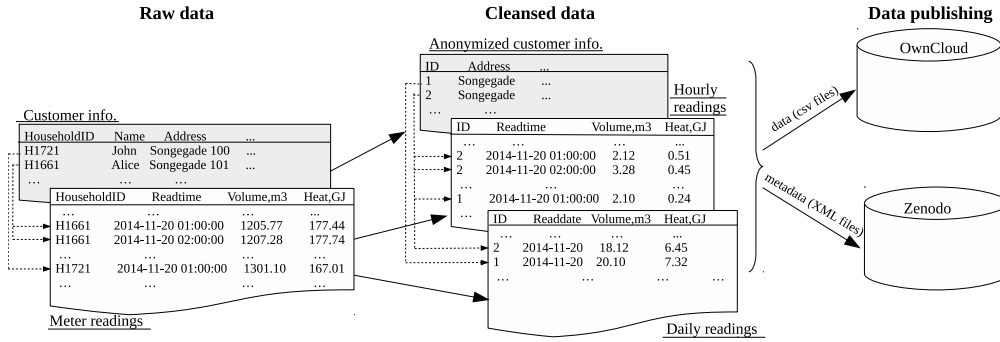 Raw data
Cleansed data
Data publishing
Customer info.
HouseholdID Name Address ...
H1721 John Songegade 100 ...
H1661 Alice Songegade 101 ...
... ... ...
HouseholdID Readtime Volume,m3 Heat,GJ
... ... ... ...
H1661 2014-11-20 01:00:00 1205.77 177.44
H1661 2014-11-20 02:00:00 1207.28 177.74
... ... ... ...
H1721 2014-11-20 01:00:00 1301.10 167.01
... ... ... ...
Meter readings
Anonymized customer info.
ID Address ...
1 Songegade ...
2 Songegade ...
... ... ...
Hourly
readings
ID Readtime Volume,m3 Heat,GJ
... ... ... ...
2 2014-11-20 01:00:00 2.12 0.51
2 2014-11-20 02:00:00 3.28 0.45
... ... ... ...
1 2014-11-20 01:00:00 2.10 0.24
...
ID Readdate Volume,m3 Heat,GJ
... ... ... ...
2 2014-11-20 18.12 6.45
1 2014-11-20 20.10 7.32
... ... ... ...
Daily readings
data (csv files)
metadata (XML files)
OwnCloud
Zenodo